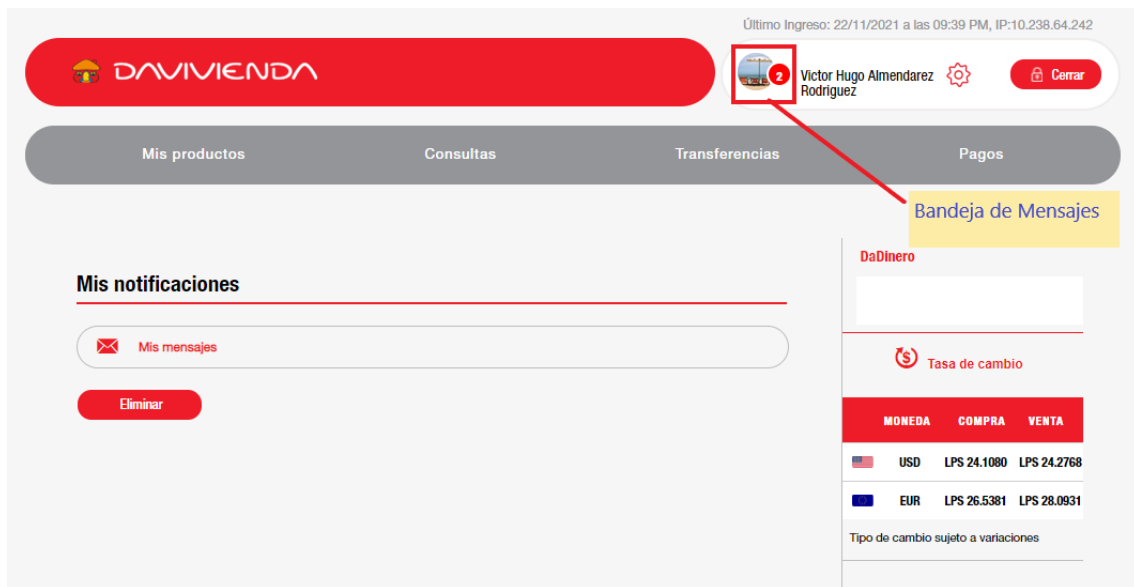 Último Ingreso: 22/11/2021 a las 09:39 PM, IP:10.238.64.242
DAVIVIENDA
2
Victor Hugo Almendarez
Rodriguez
Cerrar
Mis productos Consultas Transferencias Pagos
Bandeja de Mensajes
DaDinero
Mis notificaciones
Mis mensajes
Eliminar
Tasa de cambio
MONEDA COMPRA VENTA
USD LPS 24.1080 LPS 24.2768
EUR LPS 26.5381 LPS 28.0931
Tipo de cambio sujeto a variaciones